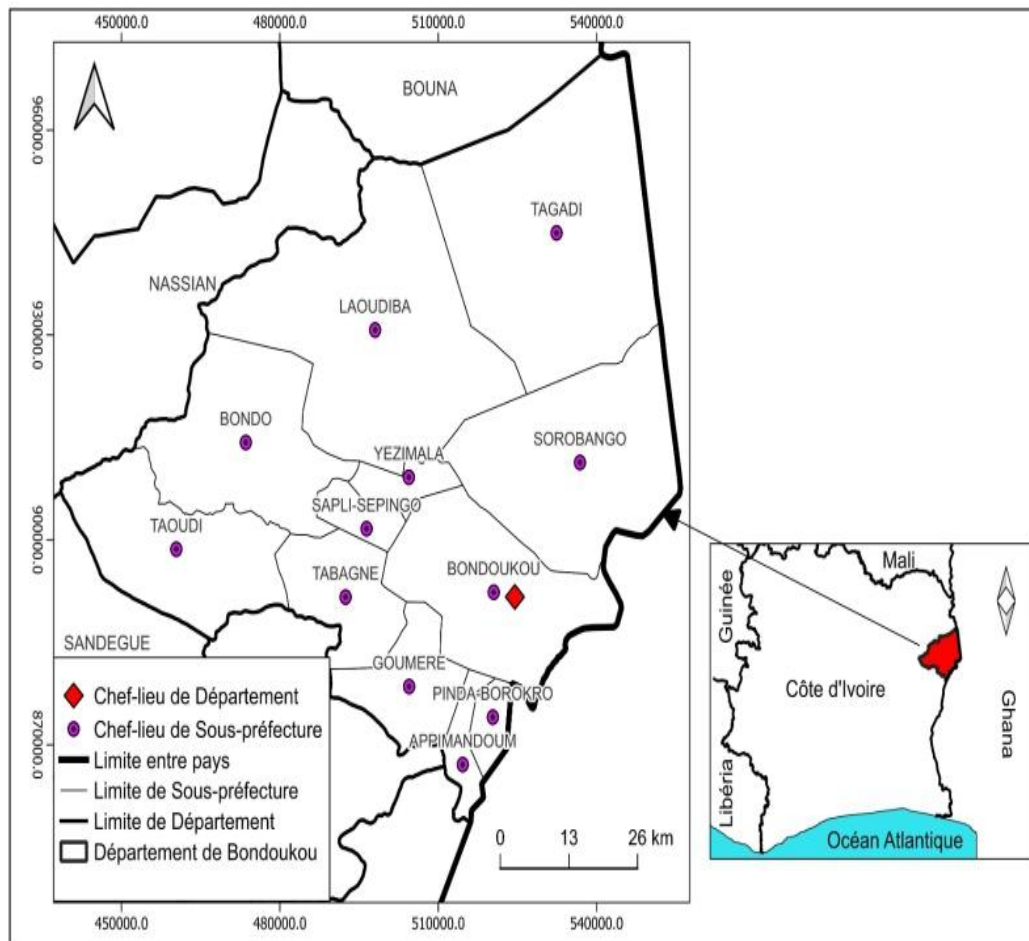 450000.0 480000.0 510000.0 540000.0
BOUNA
960000.0
TAGADI
NASSIAN
LAOUDIBA
930000.0
BONDO
SOROBANGO
YEZIMALA
SAPLI-SEPINGO
TAOUDI
900000.0
BONDOUKOU
TABAGNE
SANDEGUE
GOUMERE
PINDA-BOROKRO
APPIMANDOUM
870000.0
Chef-lieu de Département
Chef-lieu de Sous-préfecture
Limite entre pays
Limite de Sous-préfecture
Limite de Département
Département de Bondoukou
0 13 26 km
450000.0 480000.0 510000.0 540000.0
Mali
Guinée
Côte d'Ivoire
Ghana
Libéria
Océan Atlantique